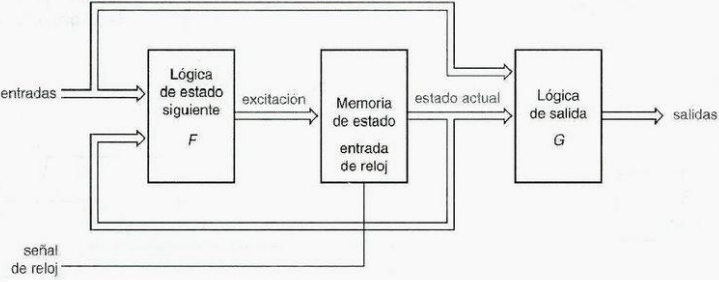 entradas
Lógica
de estado
siguiente
F
excitación
Memoria
de estado
entrada
de reloj
estado actual
Lógica
de salida
G
salidas
señal
de reloj